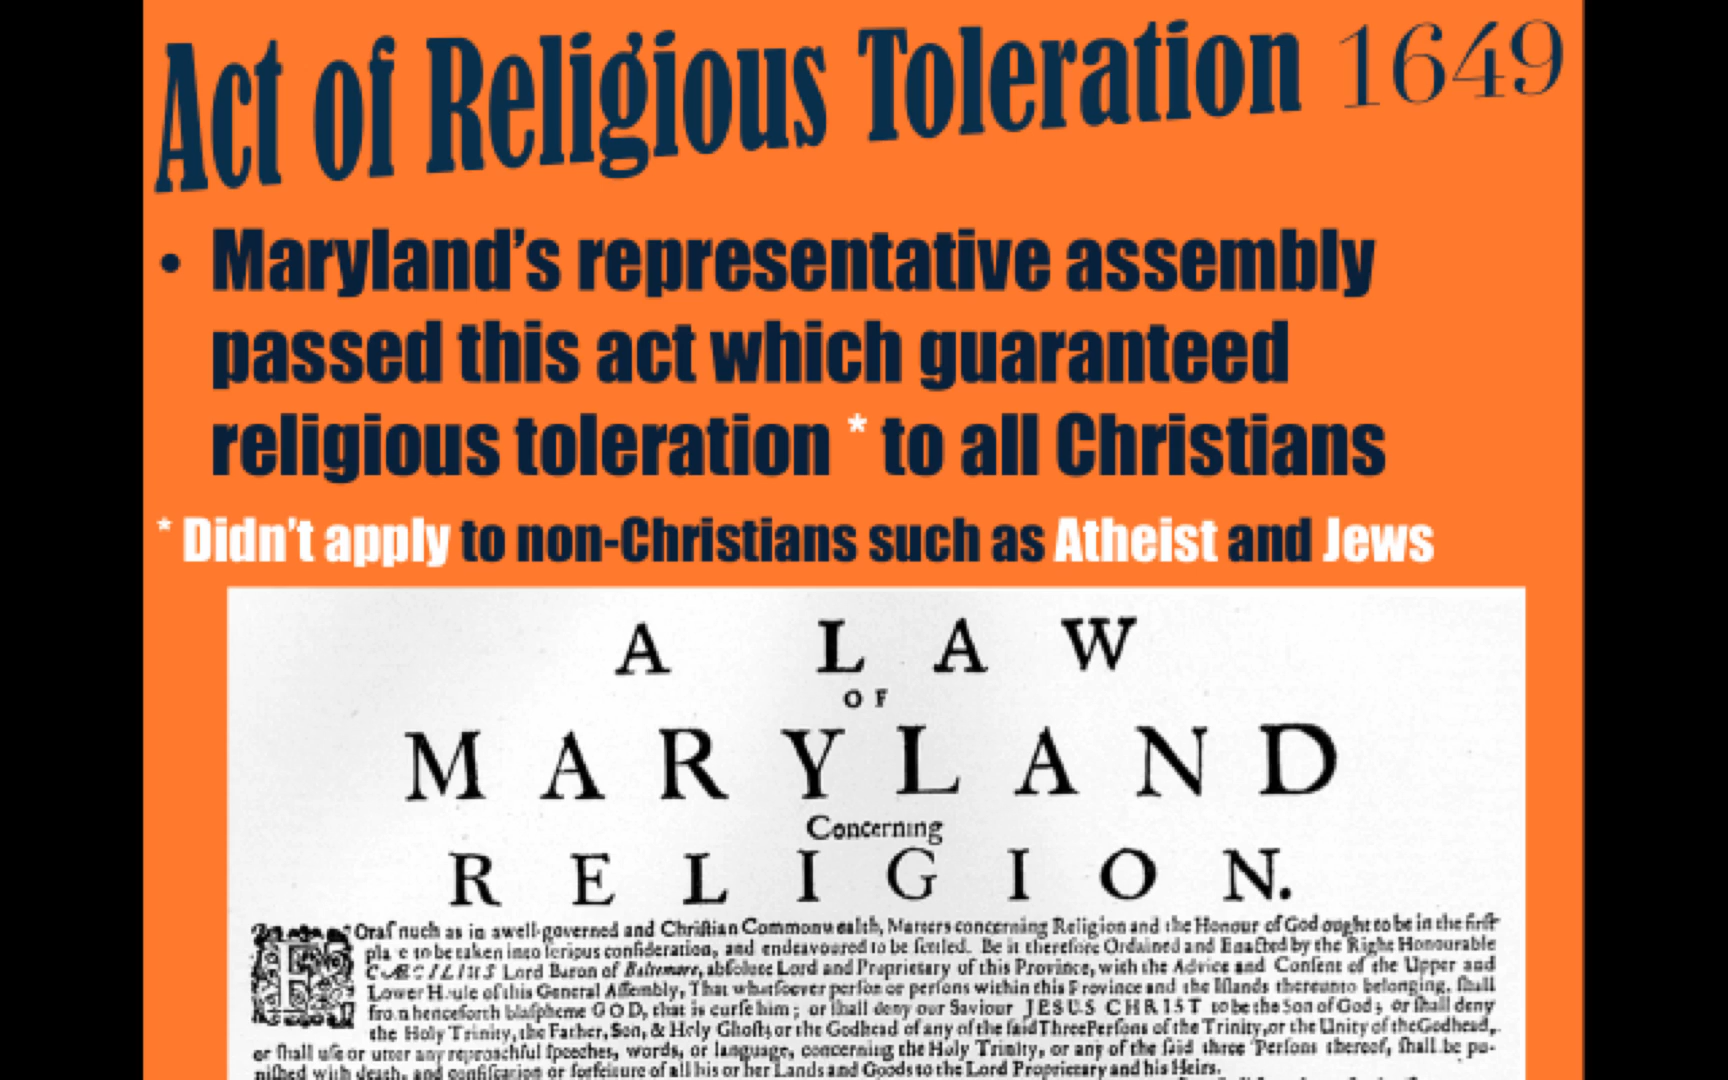 Act of Religious Toleration 1649
• Maryland's representative assembly
passed this act which guaranteed
religious toleration * to all Christians
* Didn't apply to non-Christians such as Atheist and Jews
A LAW
OF
MARYLAND
Concerning
RELIGION.
FOraſmuch as in a well-governed and Chriſtian Commonwealth, Matters concerning Religion and the Honour of God ought to be in the firſt
place to be taken into ſerious conſideration, and endeavoured to be ſetled. Be it therefore Ordained and Enacted by the Right Honourable
CÆCILIUS Lord Baron of Baltemore, abſolute Lord and Proprietary of this Province, with the Advice and Conſent of the Upper and
Lower Houſe of this General Aſſembly, That whatſoever perſon or perſons within this Province and the Iſlands thereunto belonging, ſhall
from henceforth blaſpheme GOD, that is curſe him; or ſhall deny our Saviour JESUS CHRIST to be the Son of God; or ſhall deny
the Holy Trinity, the Father, Son, & Holy Ghoſt; or the Godhead of any of the ſaid Three Perſons of the Trinity, or the Unity of the Godhead,
or ſhall uſe or utter any reproachful ſpeeches, words, or language, concerning the Holy Trinity, or any of the ſaid three Perſons thereof, ſhall be pu-
niſhed with death, and confiſcation or forfeiture of all his or her Lands and Goods to the Lord Proprietary and his Heirs.